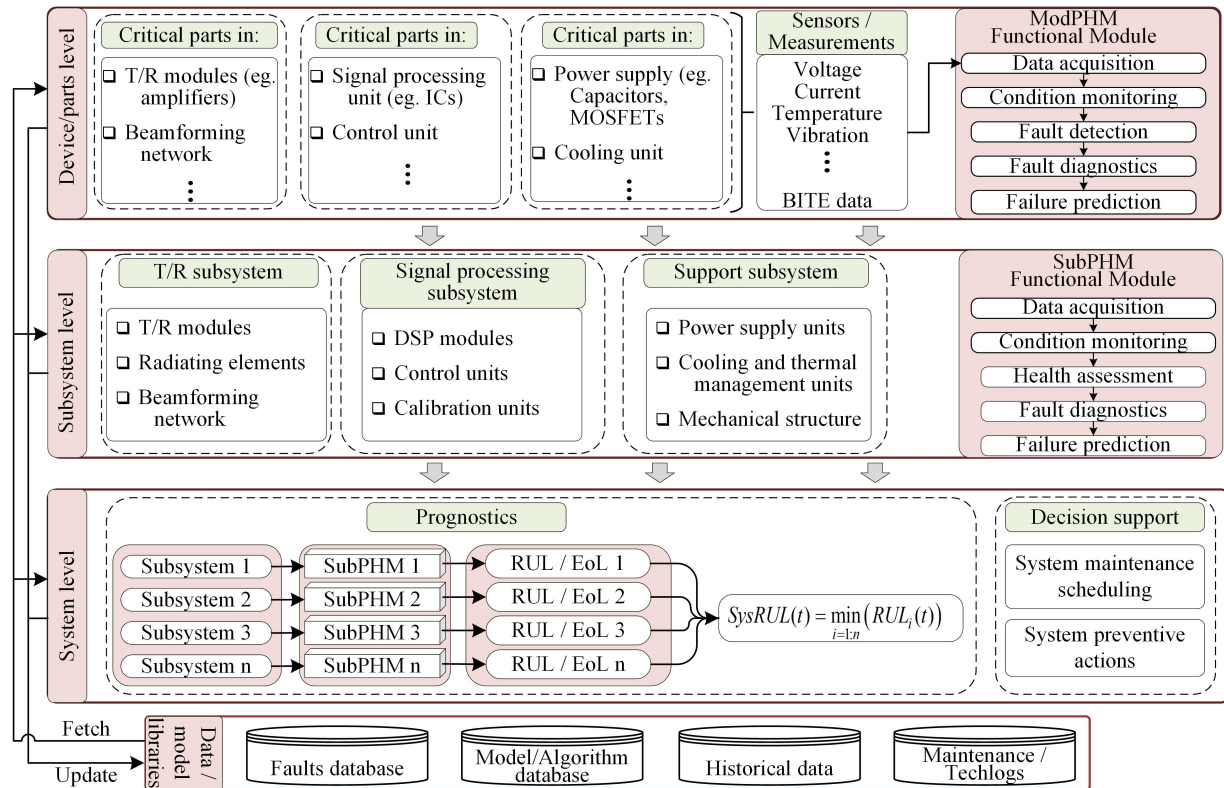 Device/parts level
Critical parts in:
❑ T/R modules (eg.
amplifiers)
❑ Beamforming
network
⋮
Critical parts in:
❑ Signal processing
unit (eg. ICs)
❑ Control unit
⋮
Critical parts in:
❑ Power supply (eg.
Capacitors,
MOSFETs
❑ Cooling unit
⋮
Sensors /
Measurements
Voltage
Current
Temperature
Vibration
⋮
BITE data
ModPHM
Functional Module
Data acquisition
Condition monitoring
Fault detection
Fault diagnostics
Failure prediction
Subsystem level
T/R subsystem
❑ T/R modules
❑ Radiating elements
❑ Beamforming
network
Signal processing
subsystem
❑ DSP modules
❑ Control units
❑ Calibration units
Support subsystem
❑ Power supply units
❑ Cooling and thermal
management units
❑ Mechanical structure
SubPHM
Functional Module
Data acquisition
Condition monitoring
Health assessment
Fault diagnostics
Failure prediction
System level
Prognostics
Subsystem 1
SubPHM 1
RUL / EoL 1
Subsystem 2
SubPHM 2
RUL / EoL 2
Subsystem 3
SubPHM 3
RUL / EoL 3
Subsystem n
SubPHM n
RUL / EoL n
SysRUL(t) = min(RUL_i(t))
i=1:n
Decision support
System maintenance
scheduling
System preventive
actions
Fetch
Update
Data /
model
libraries
Faults database
Model/Algorithm
database
Historical data
Maintenance /
Techlogs